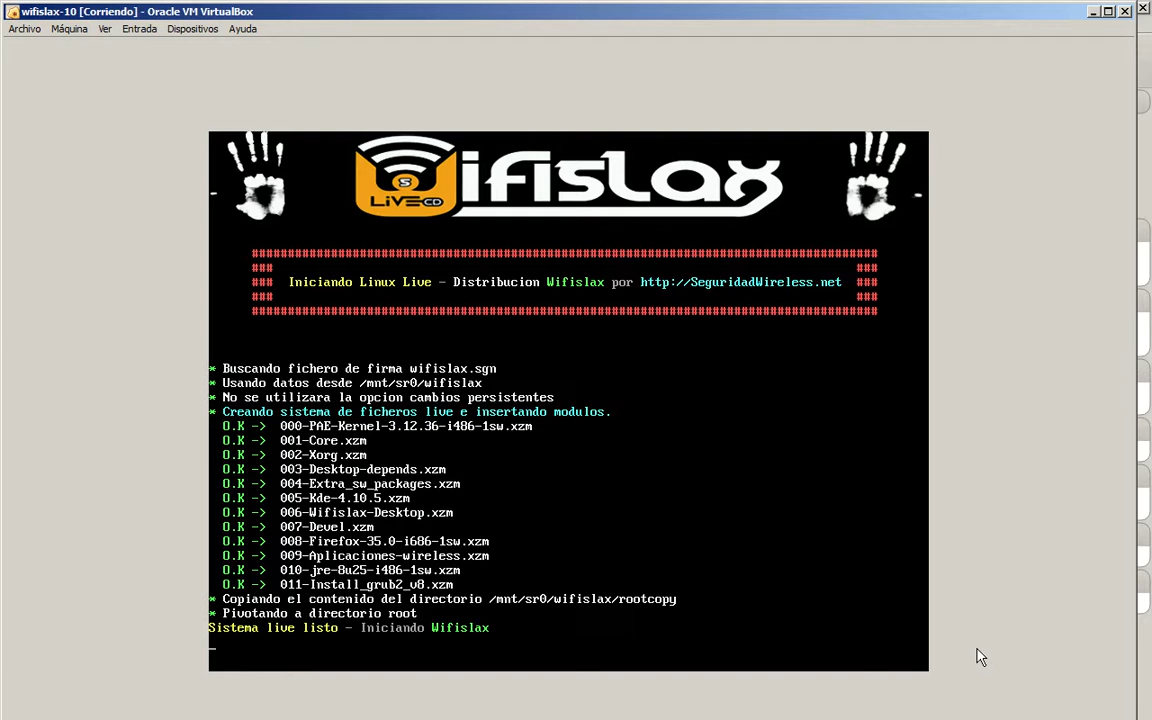 wifislax-10 [Corriendo] - Oracle VM VirtualBox
Archivo Máquina Ver Entrada Dispositivos Ayuda
Wifislax
S
LiVE CD
#######################################################################################
### ###
### Iniciando Linux Live - Distribucion Wifislax por http://SeguridadWireless.net ###
### ###
#######################################################################################
* Buscando fichero de firma wifislax.sgn
* Usando datos desde /mnt/sr0/wifislax
* No se utilizara la opcion cambios persistentes
* Creando sistema de ficheros live e insertando modulos.
O.K -> 000-PAE-Kernel-3.12.36-i486-1sw.xzm
O.K -> 001-Core.xzm
O.K -> 002-Xorg.xzm
O.K -> 003-Desktop-depends.xzm
O.K -> 004-Extra_sw_packages.xzm
O.K -> 005-Kde-4.10.5.xzm
O.K -> 006-Wifislax-Desktop.xzm
O.K -> 007-Devel.xzm
O.K -> 008-Firefox-35.0-i686-1sw.xzm
O.K -> 009-Aplicaciones-wireless.xzm
O.K -> 010-jre-8u25-i486-1sw.xzm
O.K -> 011-Install_grub2_v8.xzm
* Copiando el contenido del directorio /mnt/sr0/wifislax/rootcopy
* Pivotando a directorio root
Sistema live listo - Iniciando Wifislax